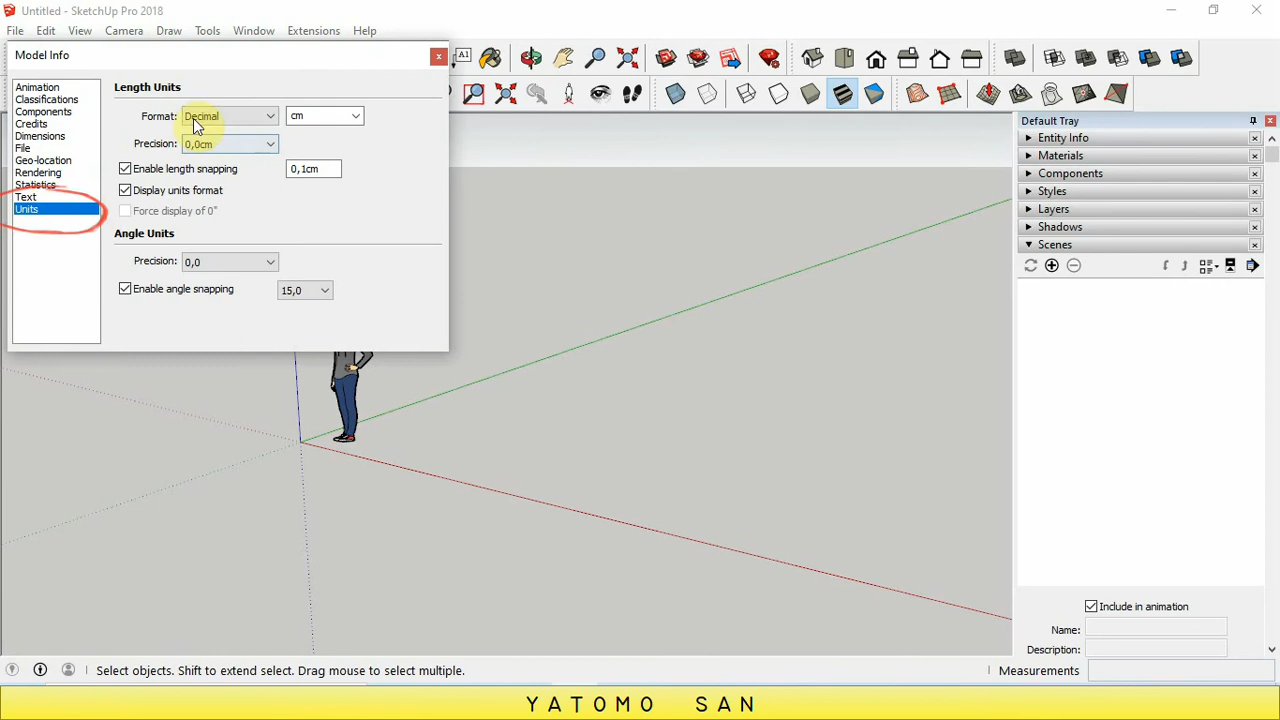 Untitled - SketchUp Pro 2018
File Edit View Camera Draw Tools Window Extensions Help
Model Info
A1
Animation
Classifications
Components
Credits
Dimensions
File
Geo-location
Rendering
Statistics
Text
Units
Length Units
Format: Decimal cm
Precision: 0,0cm
Enable length snapping 0,1cm
Display units format
Force display of 0"
Angle Units
Precision: 0,0
Enable angle snapping 15,0
Default Tray
Entity Info
Materials
Components
Styles
Layers
Shadows
Scenes
Include in animation
Name:
Description:
Select objects. Shift to extend select. Drag mouse to select multiple.
Measurements
YATOMO SAN